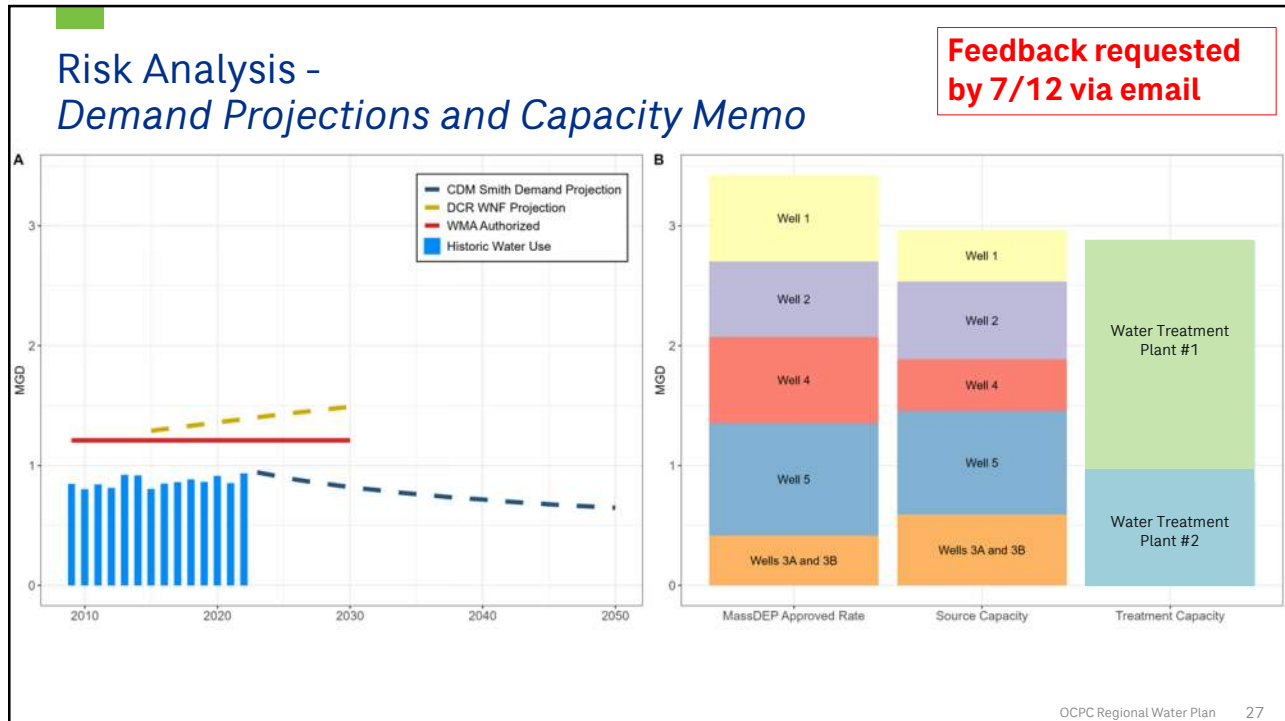 Risk Analysis -
Demand Projections and Capacity Memo
Feedback requested
by 7/12 via email
A
MGD
3
2
1
0
2010
2020
2030
2040
2050
CDM Smith Demand Projection
DCR WNF Projection
WMA Authorized
Historic Water Use
B
MGD
3
2
1
0
Well 1
Well 2
Well 4
Well 5
Wells 3A and 3B
Well 1
Well 2
Well 4
Well 5
Wells 3A and 3B
Water Treatment
Plant #1
Water Treatment
Plant #2
MassDEP Approved Rate
Source Capacity
Treatment Capacity
OCPC Regional Water Plan 27